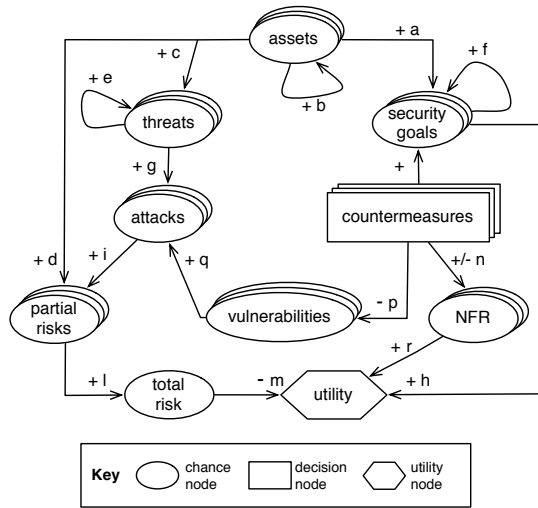 + a
assets
+ c
+ f
+ e
+ b
threats
security
goals
+ g
+
attacks
countermeasures
+ i
+ q
+/- n
+ d
- p
partial
risks
vulnerabilities
NFR
+ r
+ l
total
risk
- m
utility
+ h
Key
chance
node
decision
node
utility
node